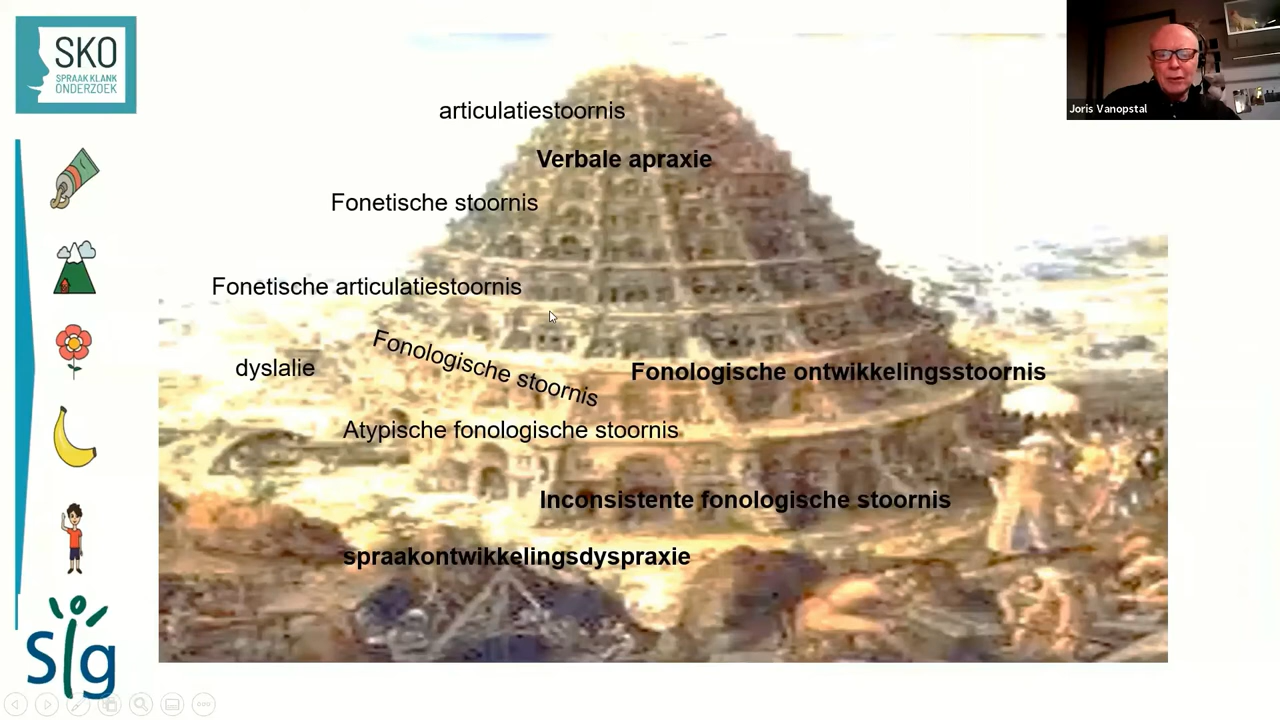 SKO
SPRAAK KLANK
ONDERZOEK
Joris Vanopstal
articulatiestoornis
Verbale apraxie
Fonetische stoornis
Fonetische articulatiestoornis
Fonologische stoornis
dyslalie
Fonologische ontwikkelingsstoornis
Atypische fonologische stoornis
Inconsistente fonologische stoornis
spraakontwikkelingsdyspraxie
sig